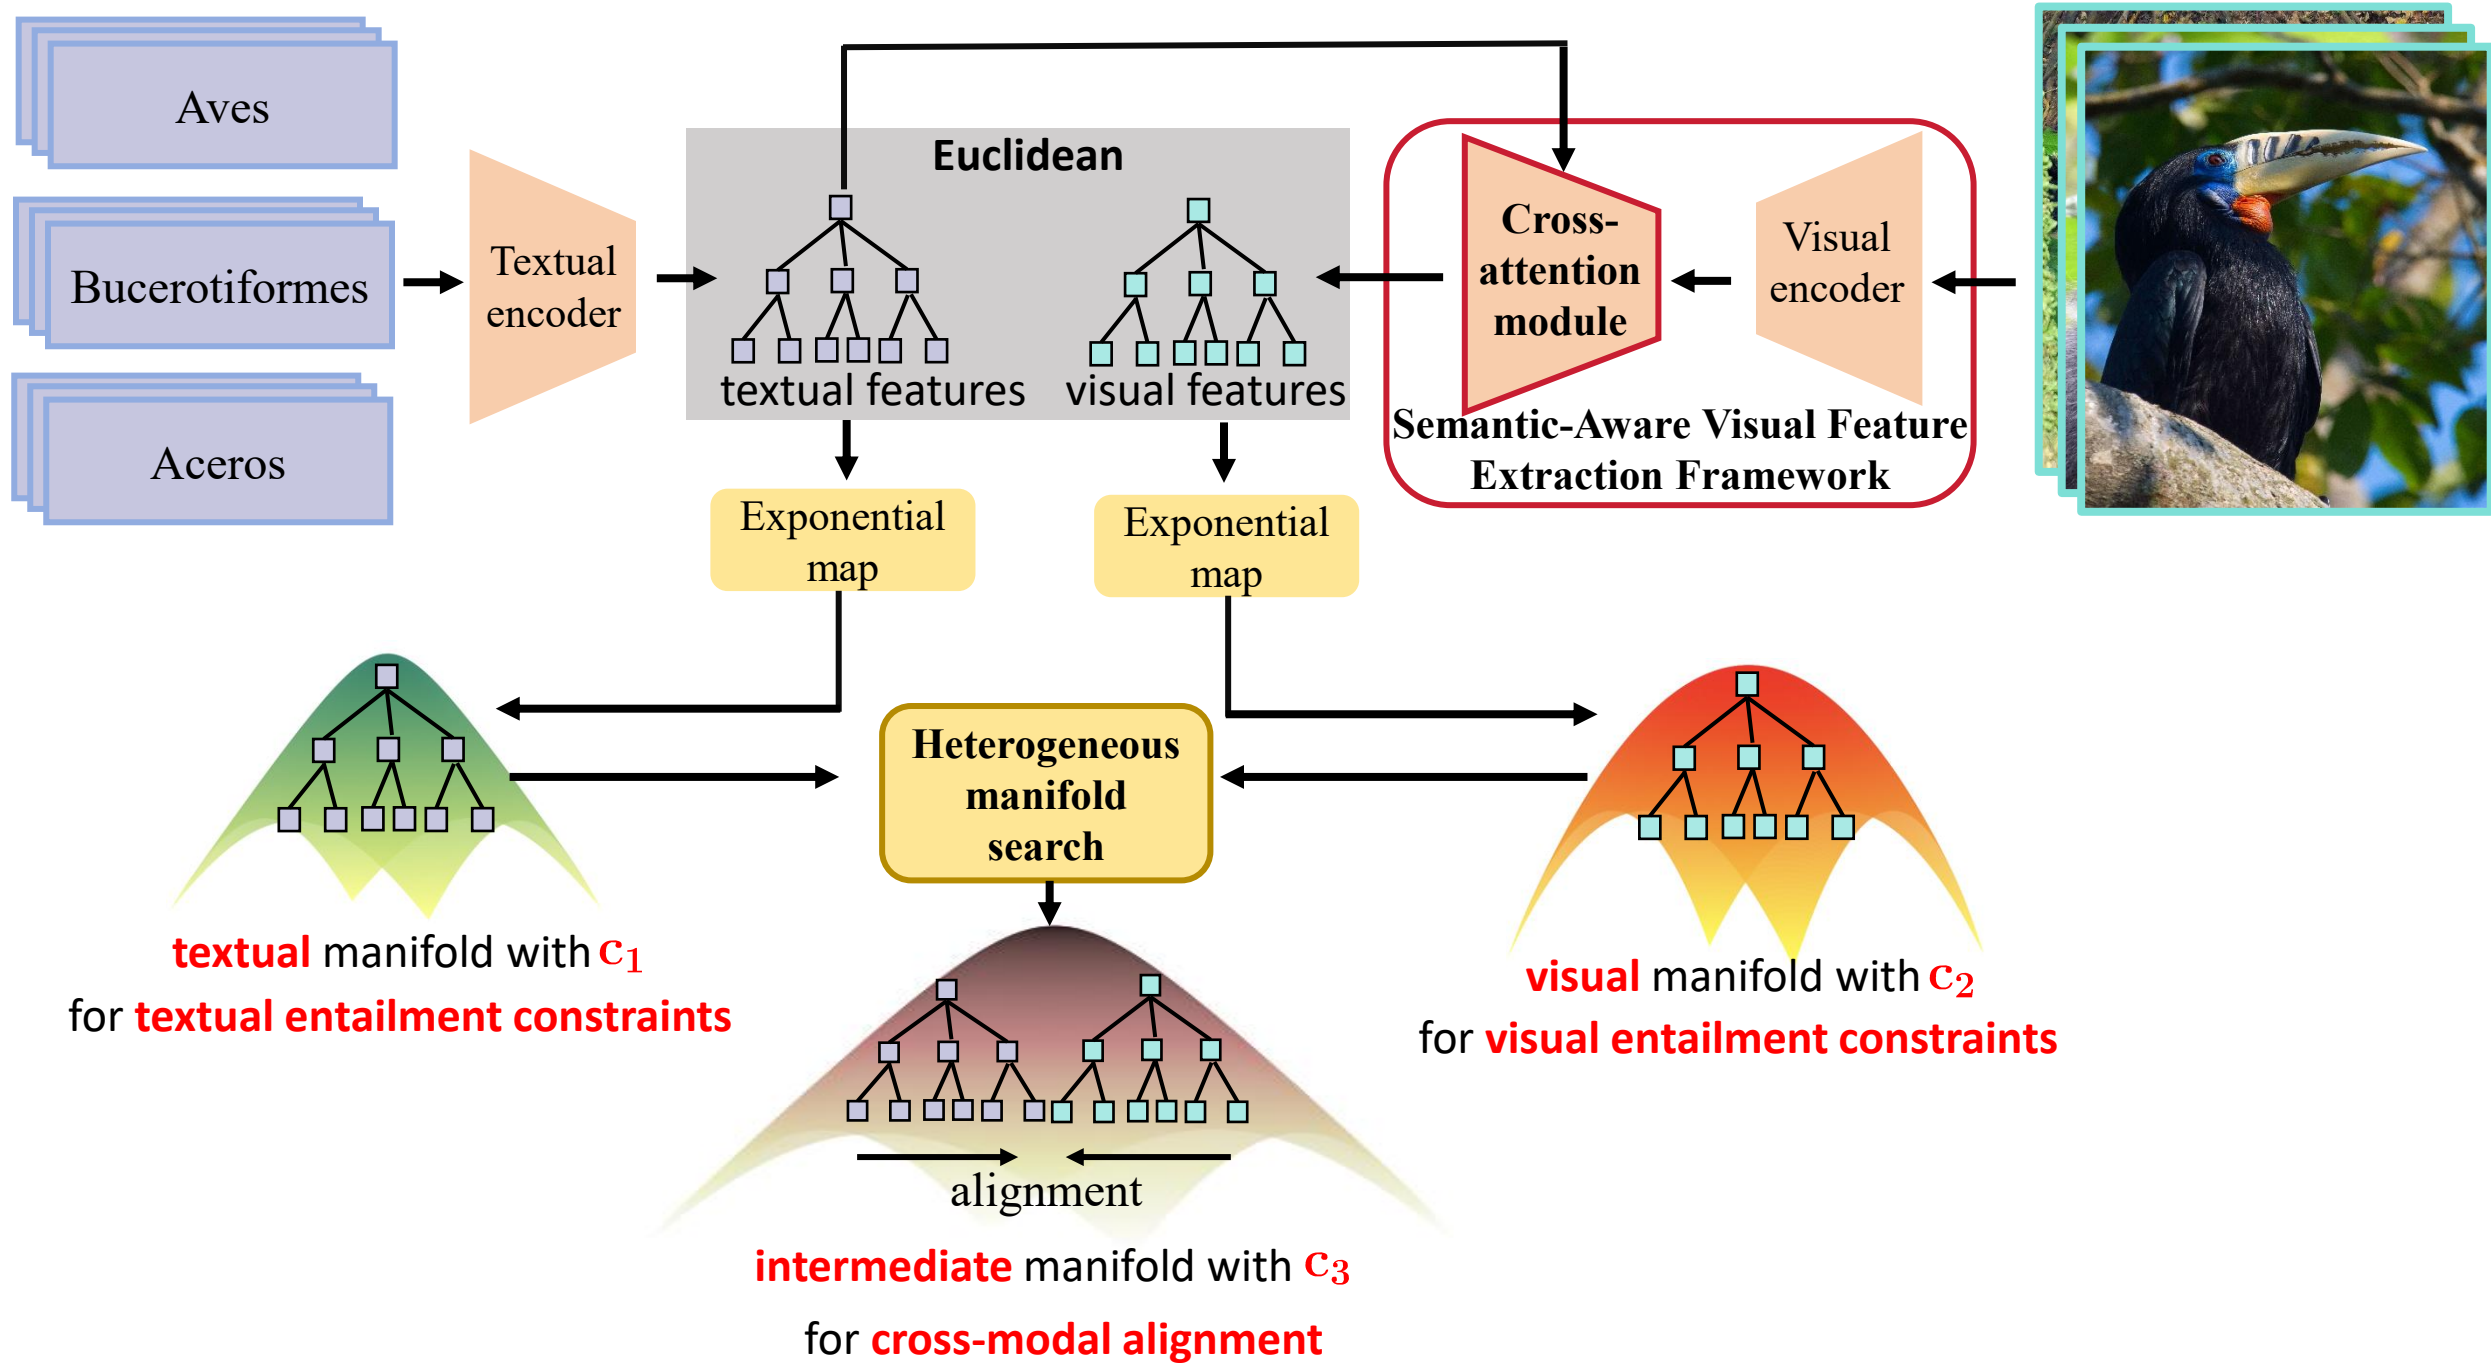 Aves
Bucerotiformes
Aceros
Textual
encoder
Euclidean
textual features
visual features
Cross-
attention
module
Visual
encoder
Semantic-Aware Visual Feature
Extraction Framework
Exponential
map
Exponential
map
Heterogeneous
manifold
search
textual manifold with c₁
for textual entailment constraints
visual manifold with c₂
for visual entailment constraints
alignment
intermediate manifold with c₃
for cross-modal alignment